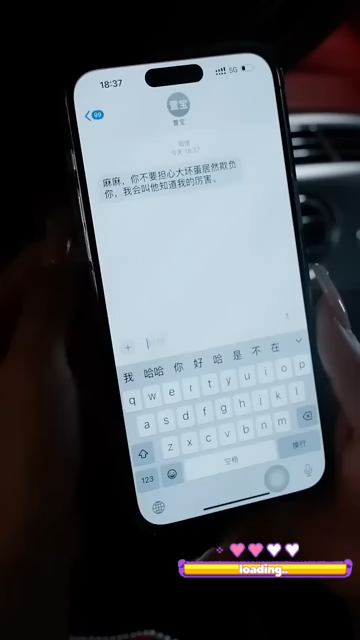 18:37
5G
99
萱宝
萱宝
短信
今天 18:37
麻麻，你不要担心大坏蛋居然欺负
你，我会叫他知道我的厉害。
我 哈哈 你 好 哈 是 不 在
q w e r t y u i o p
a s d f g h j k l
z x c v b n m
123 空格 换行
loading...